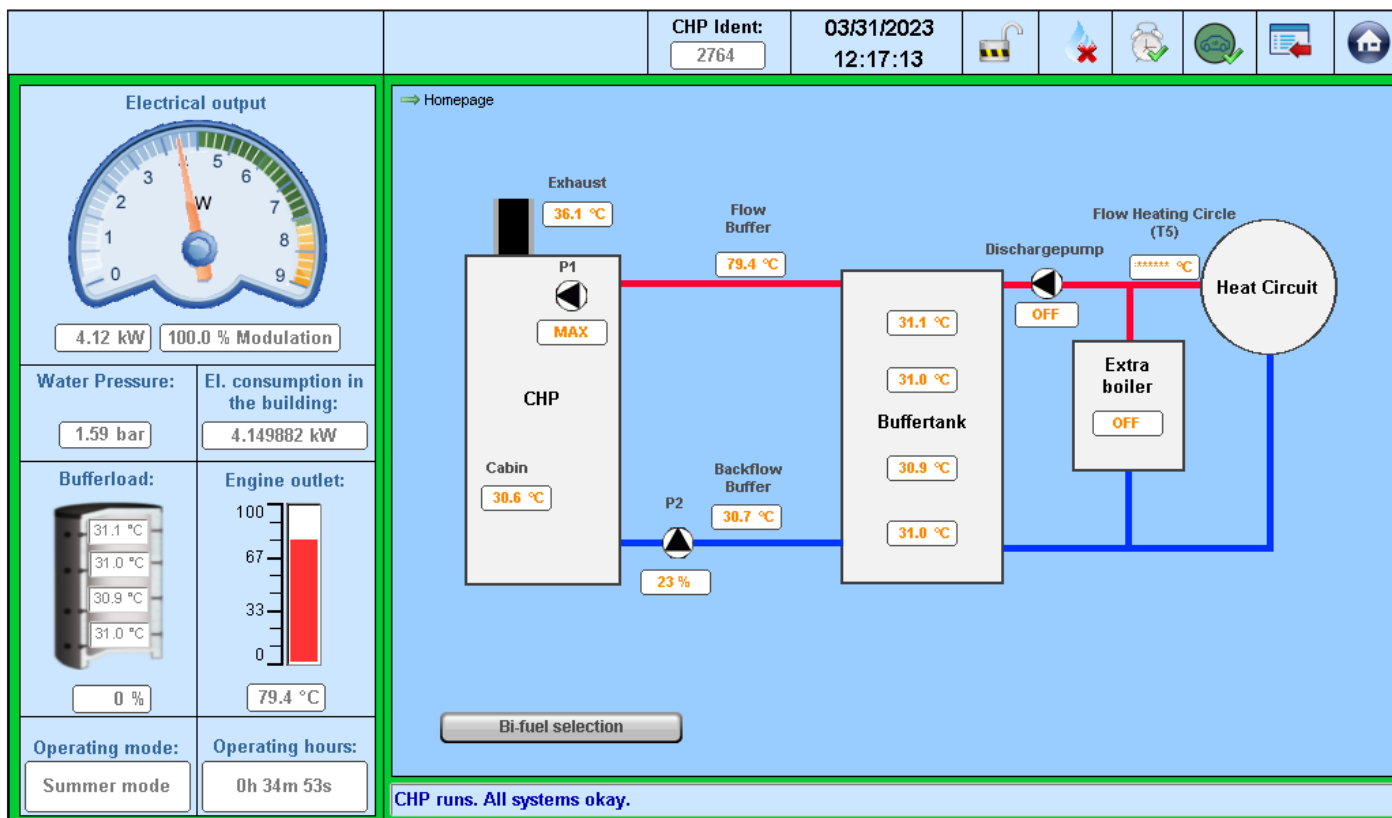 CHP Ident:
2764
03/31/2023
12:17:13
Electrical output
0
1
2
3
5
6
7
8
9
W
4.12 kW
100.0 % Modulation
Water Pressure:
1.59 bar
El. consumption in
the building:
4.149882 kW
Bufferload:
31.1 °C
31.0 °C
30.9 °C
31.0 °C
0 %
Engine outlet:
100
67
33
0
79.4 °C
Operating mode:
Summer mode
Operating hours:
0h 34m 53s
Homepage
Exhaust
36.1 °C
P1
MAX
CHP
Cabin
30.6 °C
Flow
Buffer
79.4 °C
P2
23 %
Backflow
Buffer
30.7 °C
31.1 °C
31.0 °C
Buffertank
30.9 °C
31.0 °C
Dischargepump
OFF
Flow Heating Circle
(T5)
:****** °C
Heat Circuit
Extra
boiler
OFF
Bi-fuel selection
CHP runs. All systems okay.